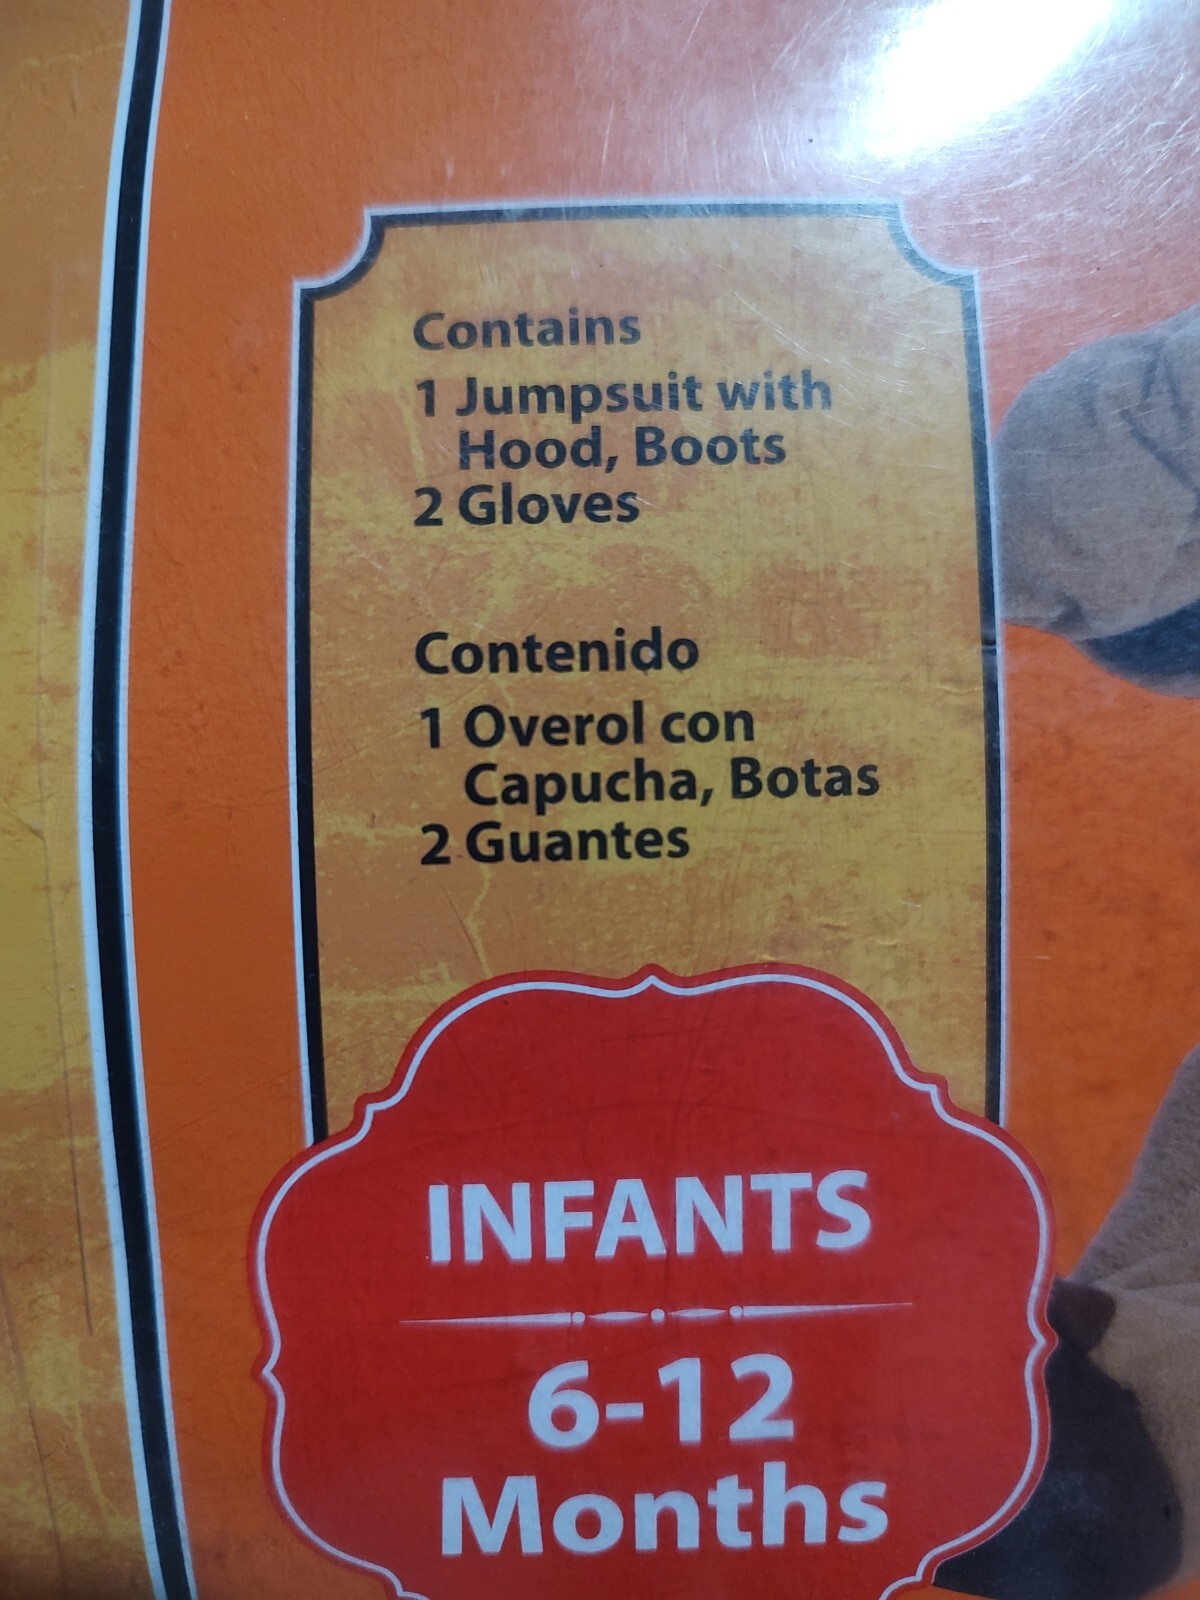 Contains
1 Jumpsuit with
Hood, Boots
2 Gloves
Contenido
1 Overol con
Capucha, Botas
2 Guantes
INFANTS
6-12
Months